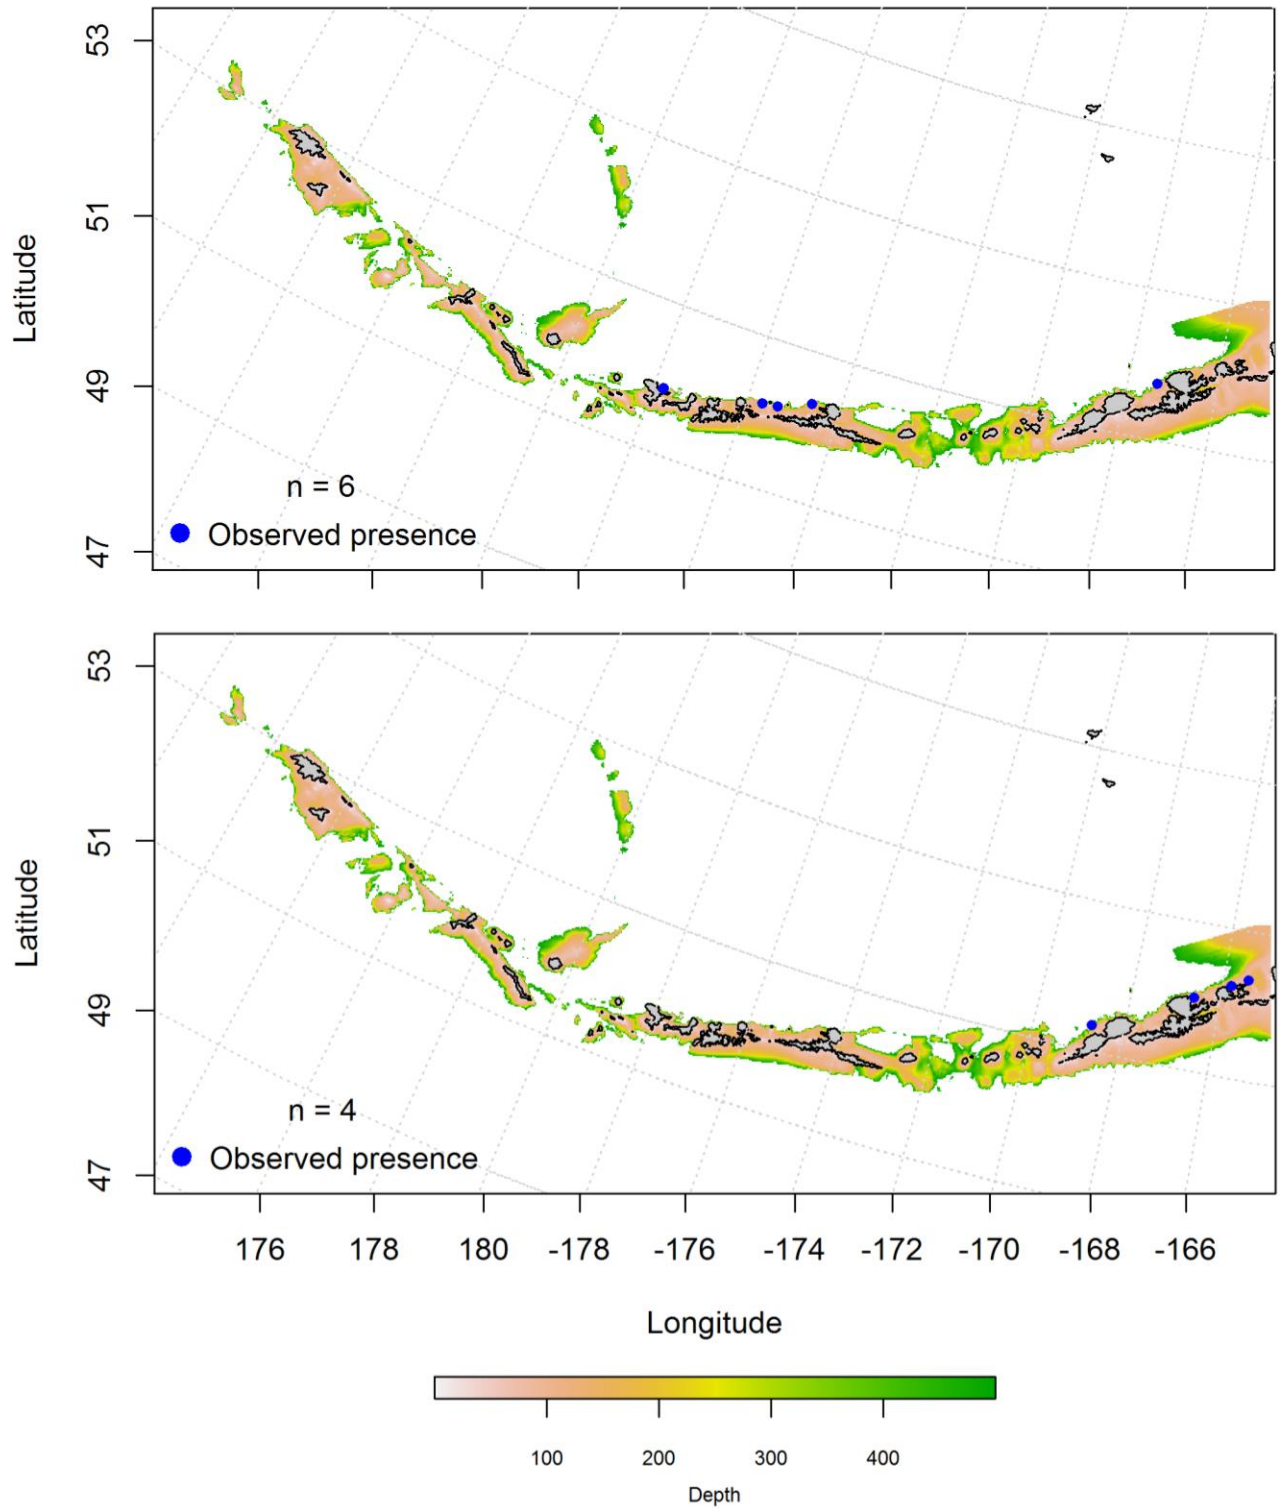 53
51
49
47
Latitude
n = 6
Observed presence
53
51
49
47
Latitude
n = 4
Observed presence
176 178 180 -178 -176 -174 -172 -170 -168 -166
Longitude
100 200 300 400
Depth